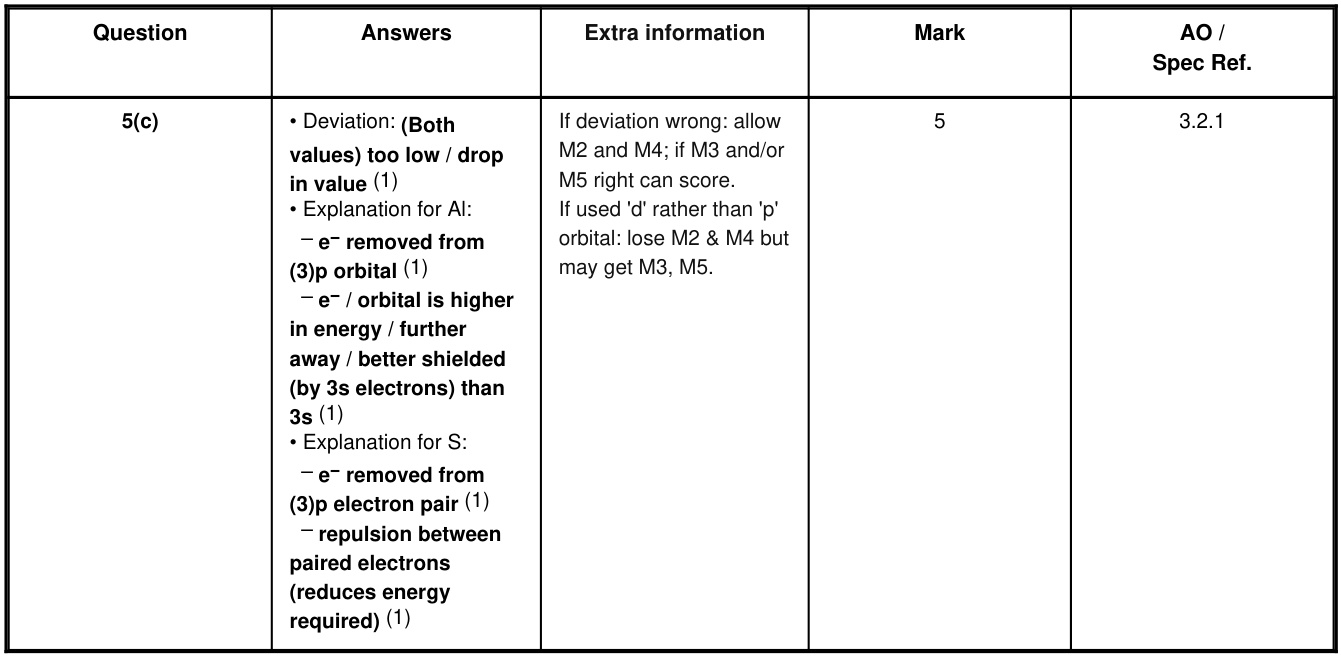 Question
Answers
Extra information
Mark
AO /
Spec Ref.
5(c)
• Deviation: (Both
values) too low / drop
in value (1)
• Explanation for Al:
– e⁻ removed from
(3)p orbital (1)
– e⁻ / orbital is higher
in energy / further
away / better shielded
(by 3s electrons) than
3s (1)
• Explanation for S:
– e⁻ removed from
(3)p electron pair (1)
– repulsion between
paired electrons
(reduces energy
required) (1)
If deviation wrong: allow
M2 and M4; if M3 and/or
M5 right can score.
If used 'd' rather than 'p'
orbital: lose M2 & M4 but
may get M3, M5.
5
3.2.1